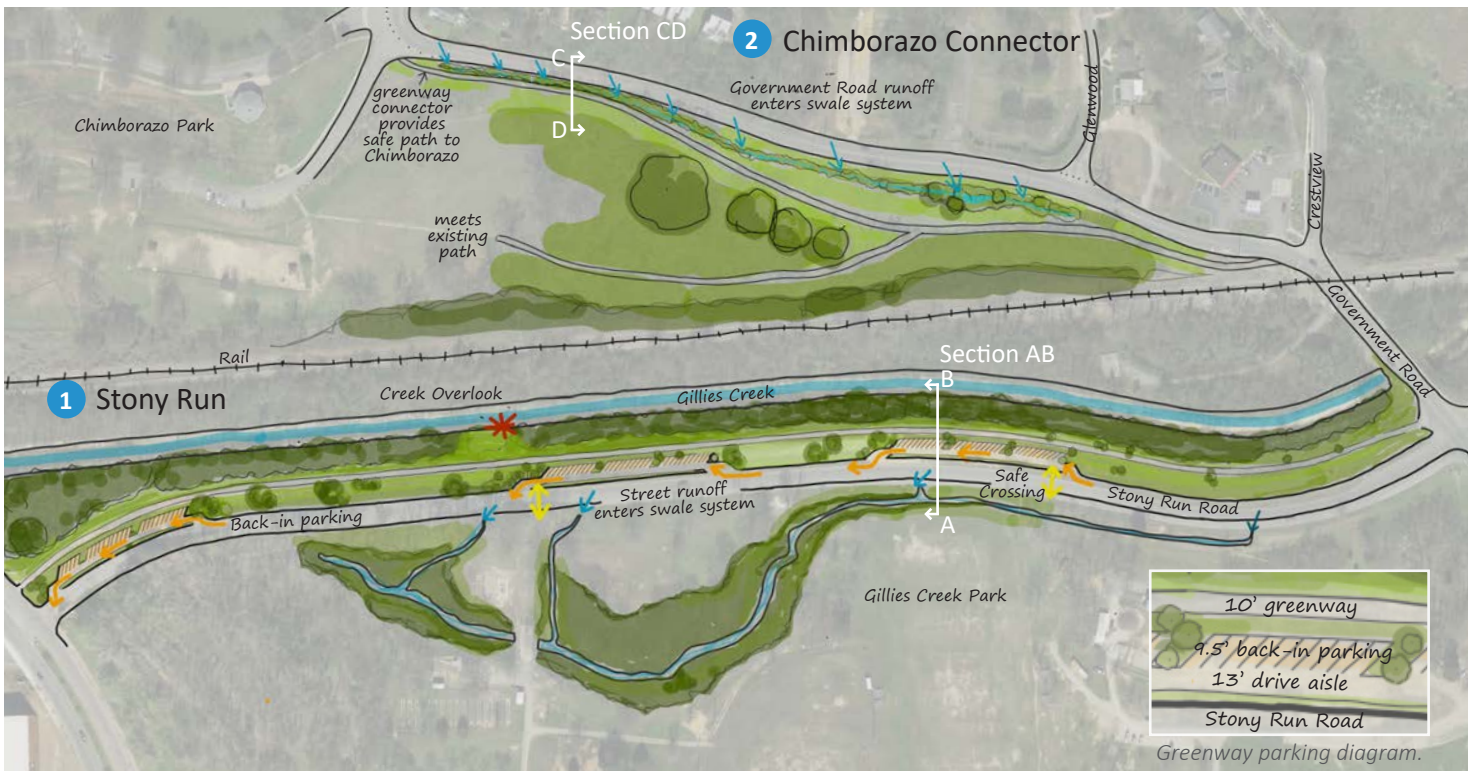 Section CD
2 Chimborazo Connector
C
D
Government Road runoff
enters swale system
Glenwood
Crestview
Chimborazo Park
greenway
connector
provides
safe path to
Chimborazo
meets
existing
path
Government Road
Rail
Section AB
B
A
1 Stony Run
Creek Overlook
Gillies Creek
Back-in parking
Street runoff
enters swale system
Safe
Crossing
Stony Run Road
Gillies Creek Park
10' greenway
9.5' back-in parking
13' drive aisle
Stony Run Road
Greenway parking diagram.